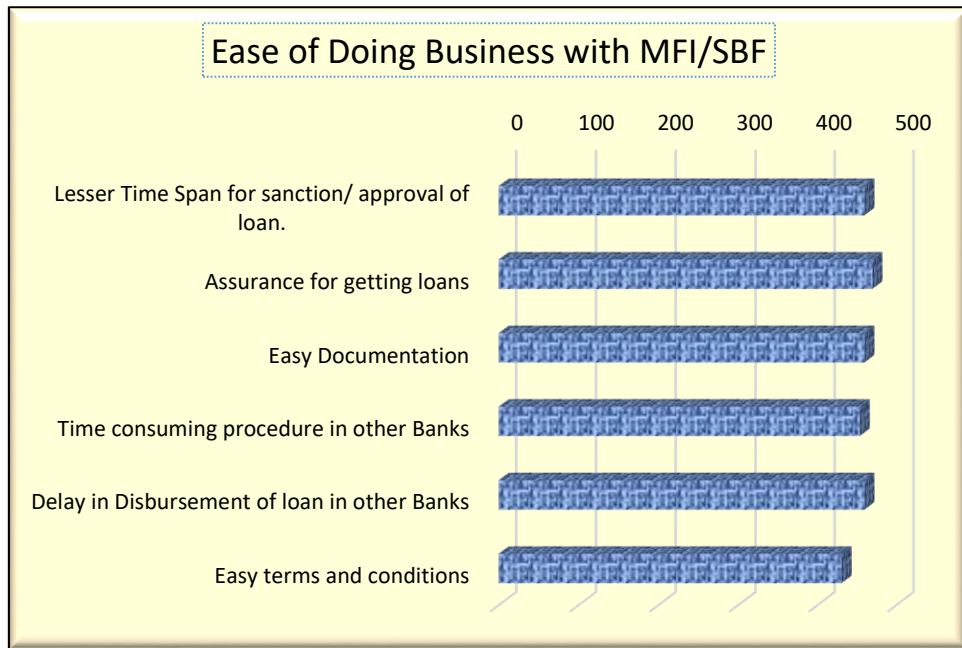 Ease of Doing Business with MFI/SBF
0 100 200 300 400 500
Lesser Time Span for sanction/ approval of
loan.
Assurance for getting loans
Easy Documentation
Time consuming procedure in other Banks
Delay in Disbursement of loan in other Banks
Easy terms and conditions